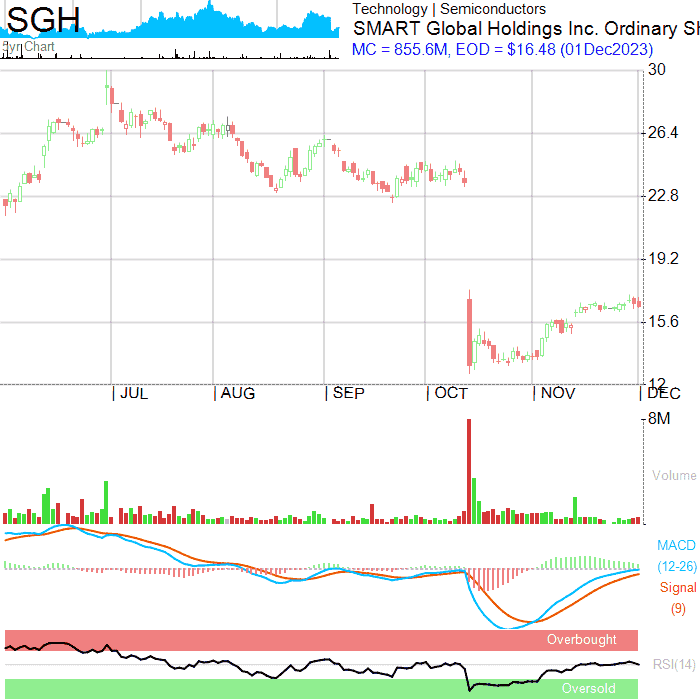 SGH
5yr Chart
Technology | Semiconductors
SMART Global Holdings Inc. Ordinary Sh
MC = 855.6M, EOD = $16.48 (01Dec2023)
30
26.4
22.8
19.2
15.6
12
JUL
AUG
SEP
OCT
NOV
DEC
8M
Volume
MACD
(12-26)
Signal
(9)
Overbought
RSI(14)
Oversold